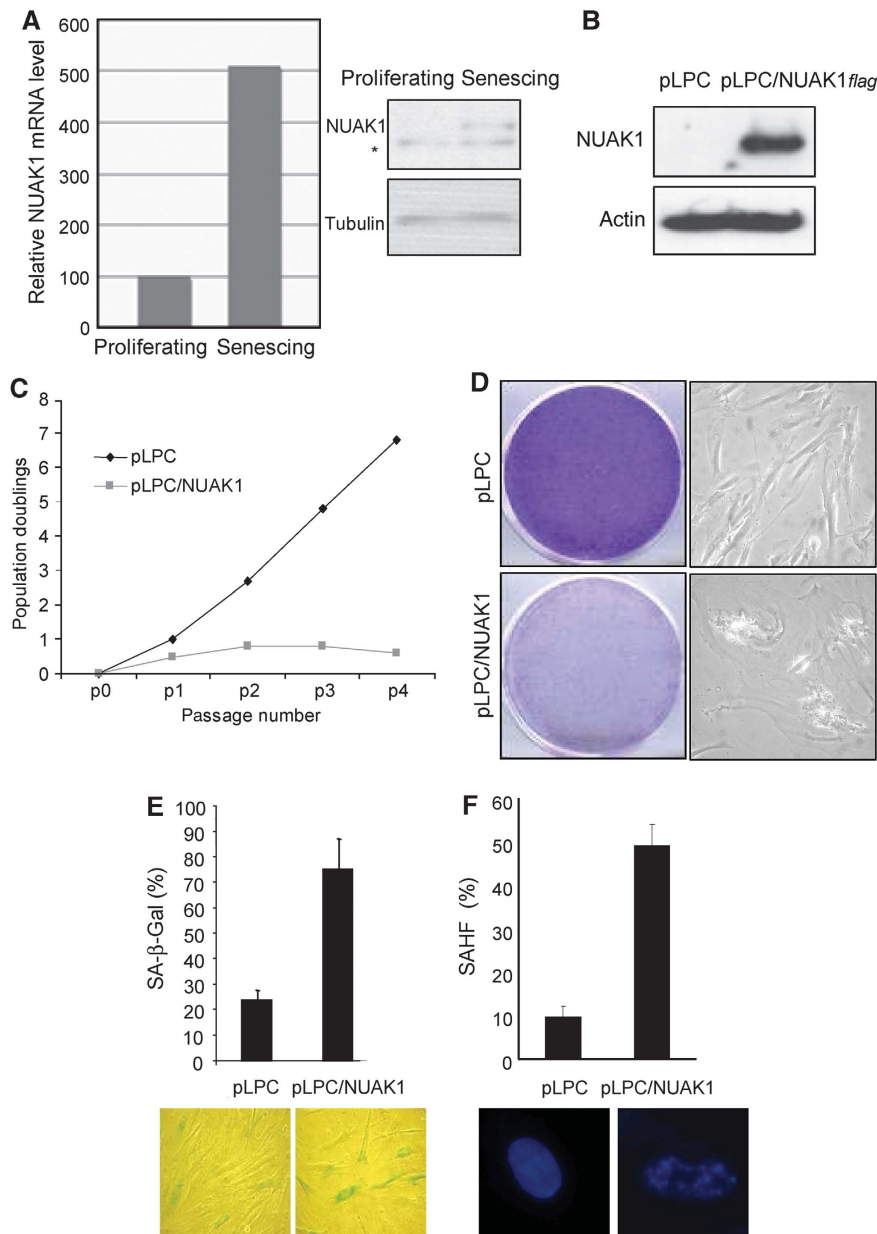 A
Relative NUAK1 mRNA level
600
500
400
300
200
100
0
Proliferating Senescing
Proliferating Senescing
NUAK1
*
Tubulin
B
pLPC pLPC/NUAK1flag
NUAK1
Actin
C
Population doublings
8
7
6
5
4
3
2
1
0
pLPC
pLPC/NUAK1
p0 p1 p2 p3 p4
Passage number
D
pLPC
pLPC/NUAK1
E
SA-β-Gal (%)
100
90
80
70
60
50
40
30
20
10
0
pLPC pLPC/NUAK1
F
SAHF (%)
60
50
40
30
20
10
0
pLPC pLPC/NUAK1